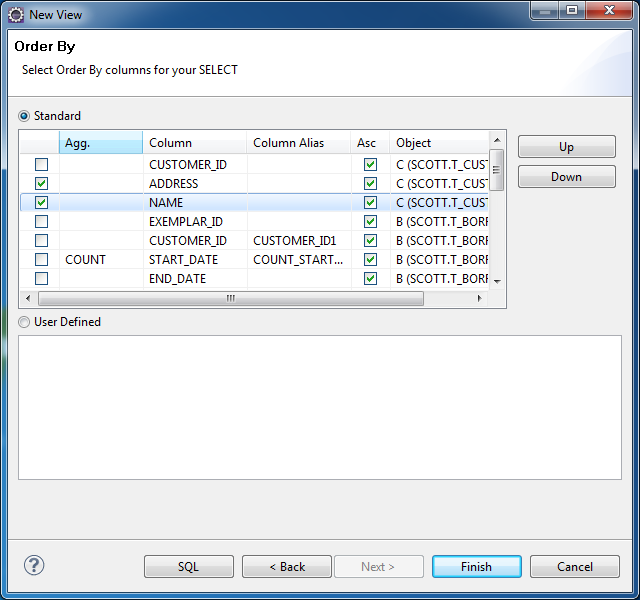 New View
Order By
Select Order By columns for your SELECT
Standard
Agg. Column Column Alias Asc Object
CUSTOMER_ID C (SCOTT.T_CUST
ADDRESS C (SCOTT.T_CUST
NAME C (SCOTT.T_CUST
EXEMPLAR_ID B (SCOTT.T_BORR
CUSTOMER_ID CUSTOMER_ID1 B (SCOTT.T_BORR
COUNT START_DATE COUNT_START... B (SCOTT.T_BORR
END_DATE B (SCOTT.T_BORR
Up
Down
User Defined
? SQL < Back Next > Finish Cancel